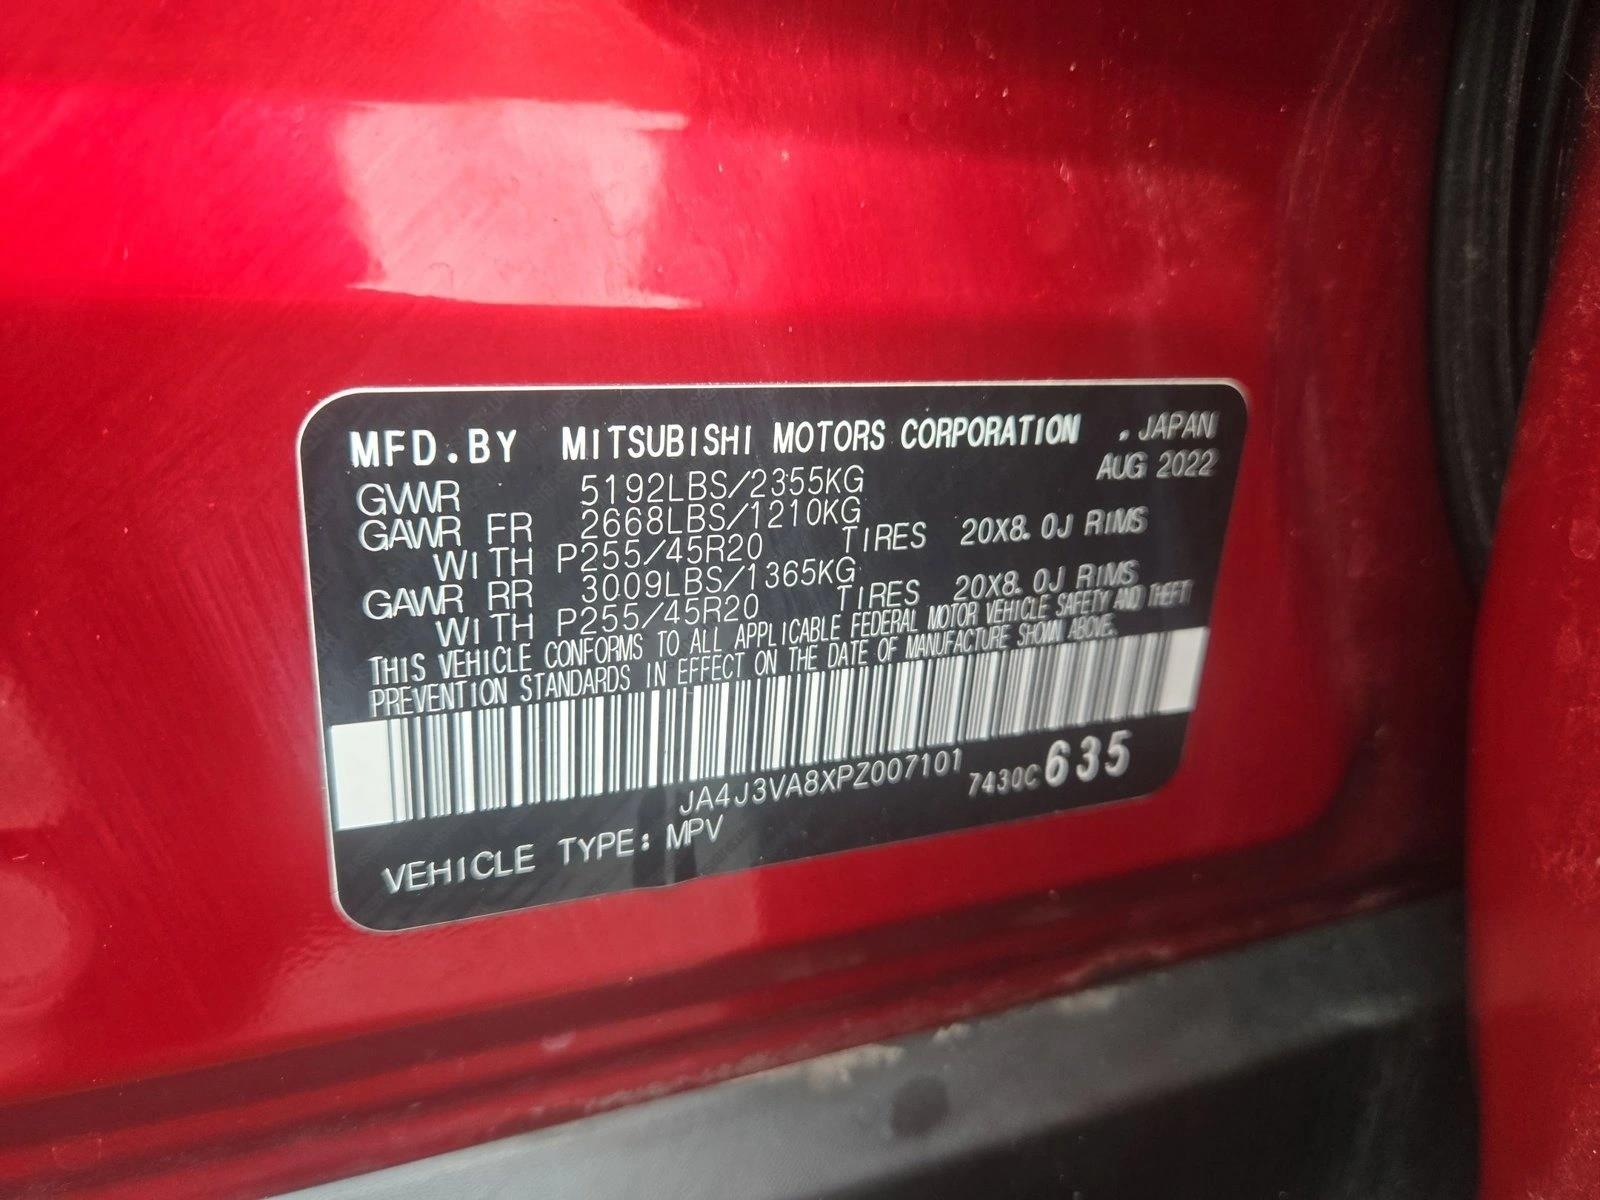 MFD.BY MITSUBISHI MOTORS CORPORATION . JAPAN
AUG 2022
GVWR 5192LBS/2355KG
GAWR FR 2668LBS/1210KG
WITH P255/45R20 TIRES 20X8.0J RIMS
GAWR RR 3009LBS/1365KG
WITH P255/45R20 TIRES 20X8.0J RIMS
THIS VEHICLE CONFORMS TO ALL APPLICABLE FEDERAL MOTOR VEHICLE SAFETY AND THEFT
PREVENTION STANDARDS IN EFFECT ON THE DATE OF MANUFACTURE SHOWN ABOVE.
JA4J3VA8XPZ007101 7430C635
VEHICLE TYPE: MPV